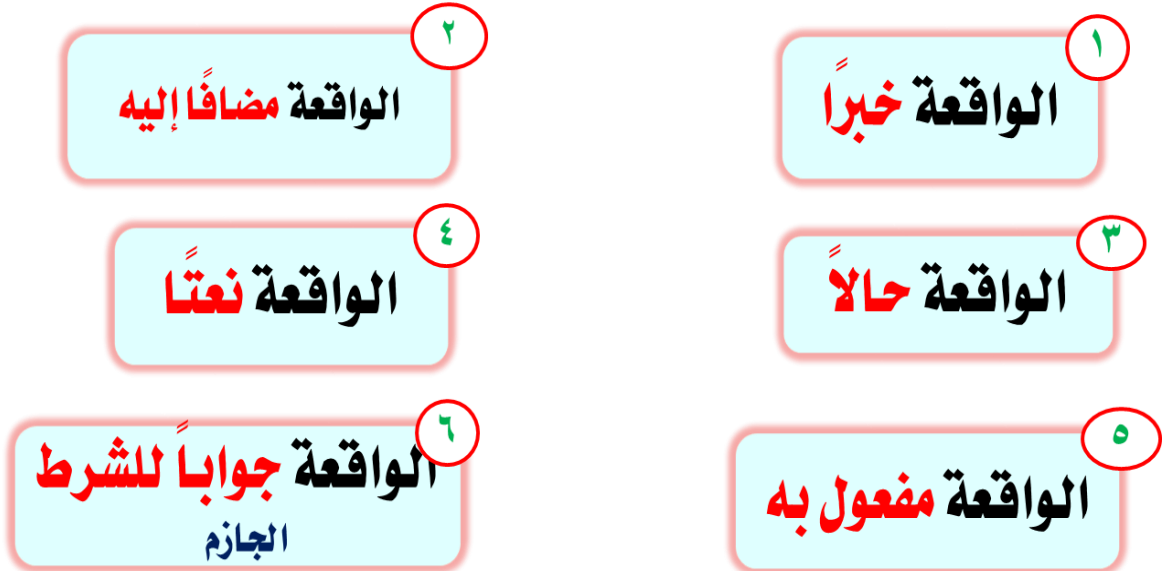 ١
الواقعة خبرًا
٢
الواقعة مضافًا إليه
٣
الواقعة حالاً
٤
الواقعة نعتًا
٥
الواقعة مفعول به
٦
الواقعة جواباً للشرط
الجازم